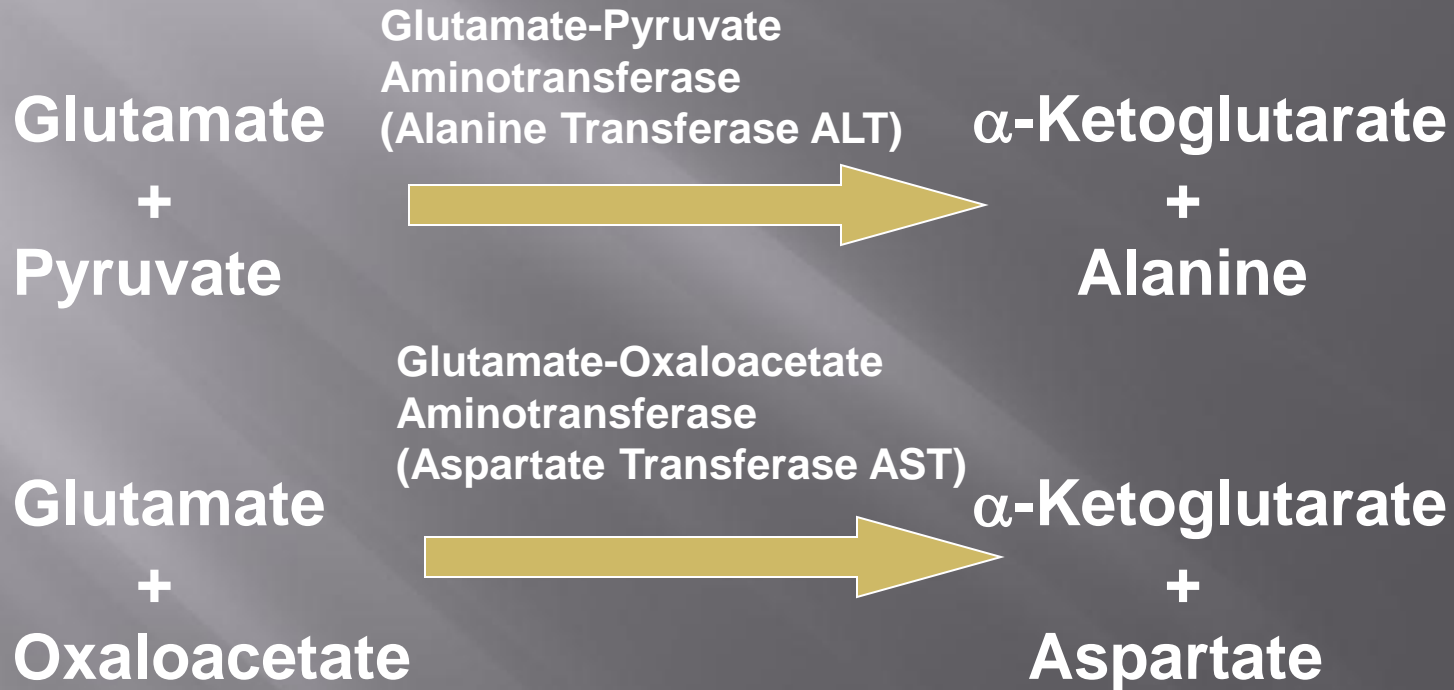 Glutamate-Pyruvate
Aminotransferase
(Alanine Transferase ALT)
Glutamate
+
Pyruvate
α-Ketoglutarate
+
Alanine
Glutamate-Oxaloacetate
Aminotransferase
(Aspartate Transferase AST)
Glutamate
+
Oxaloacetate
α-Ketoglutarate
+
Aspartate